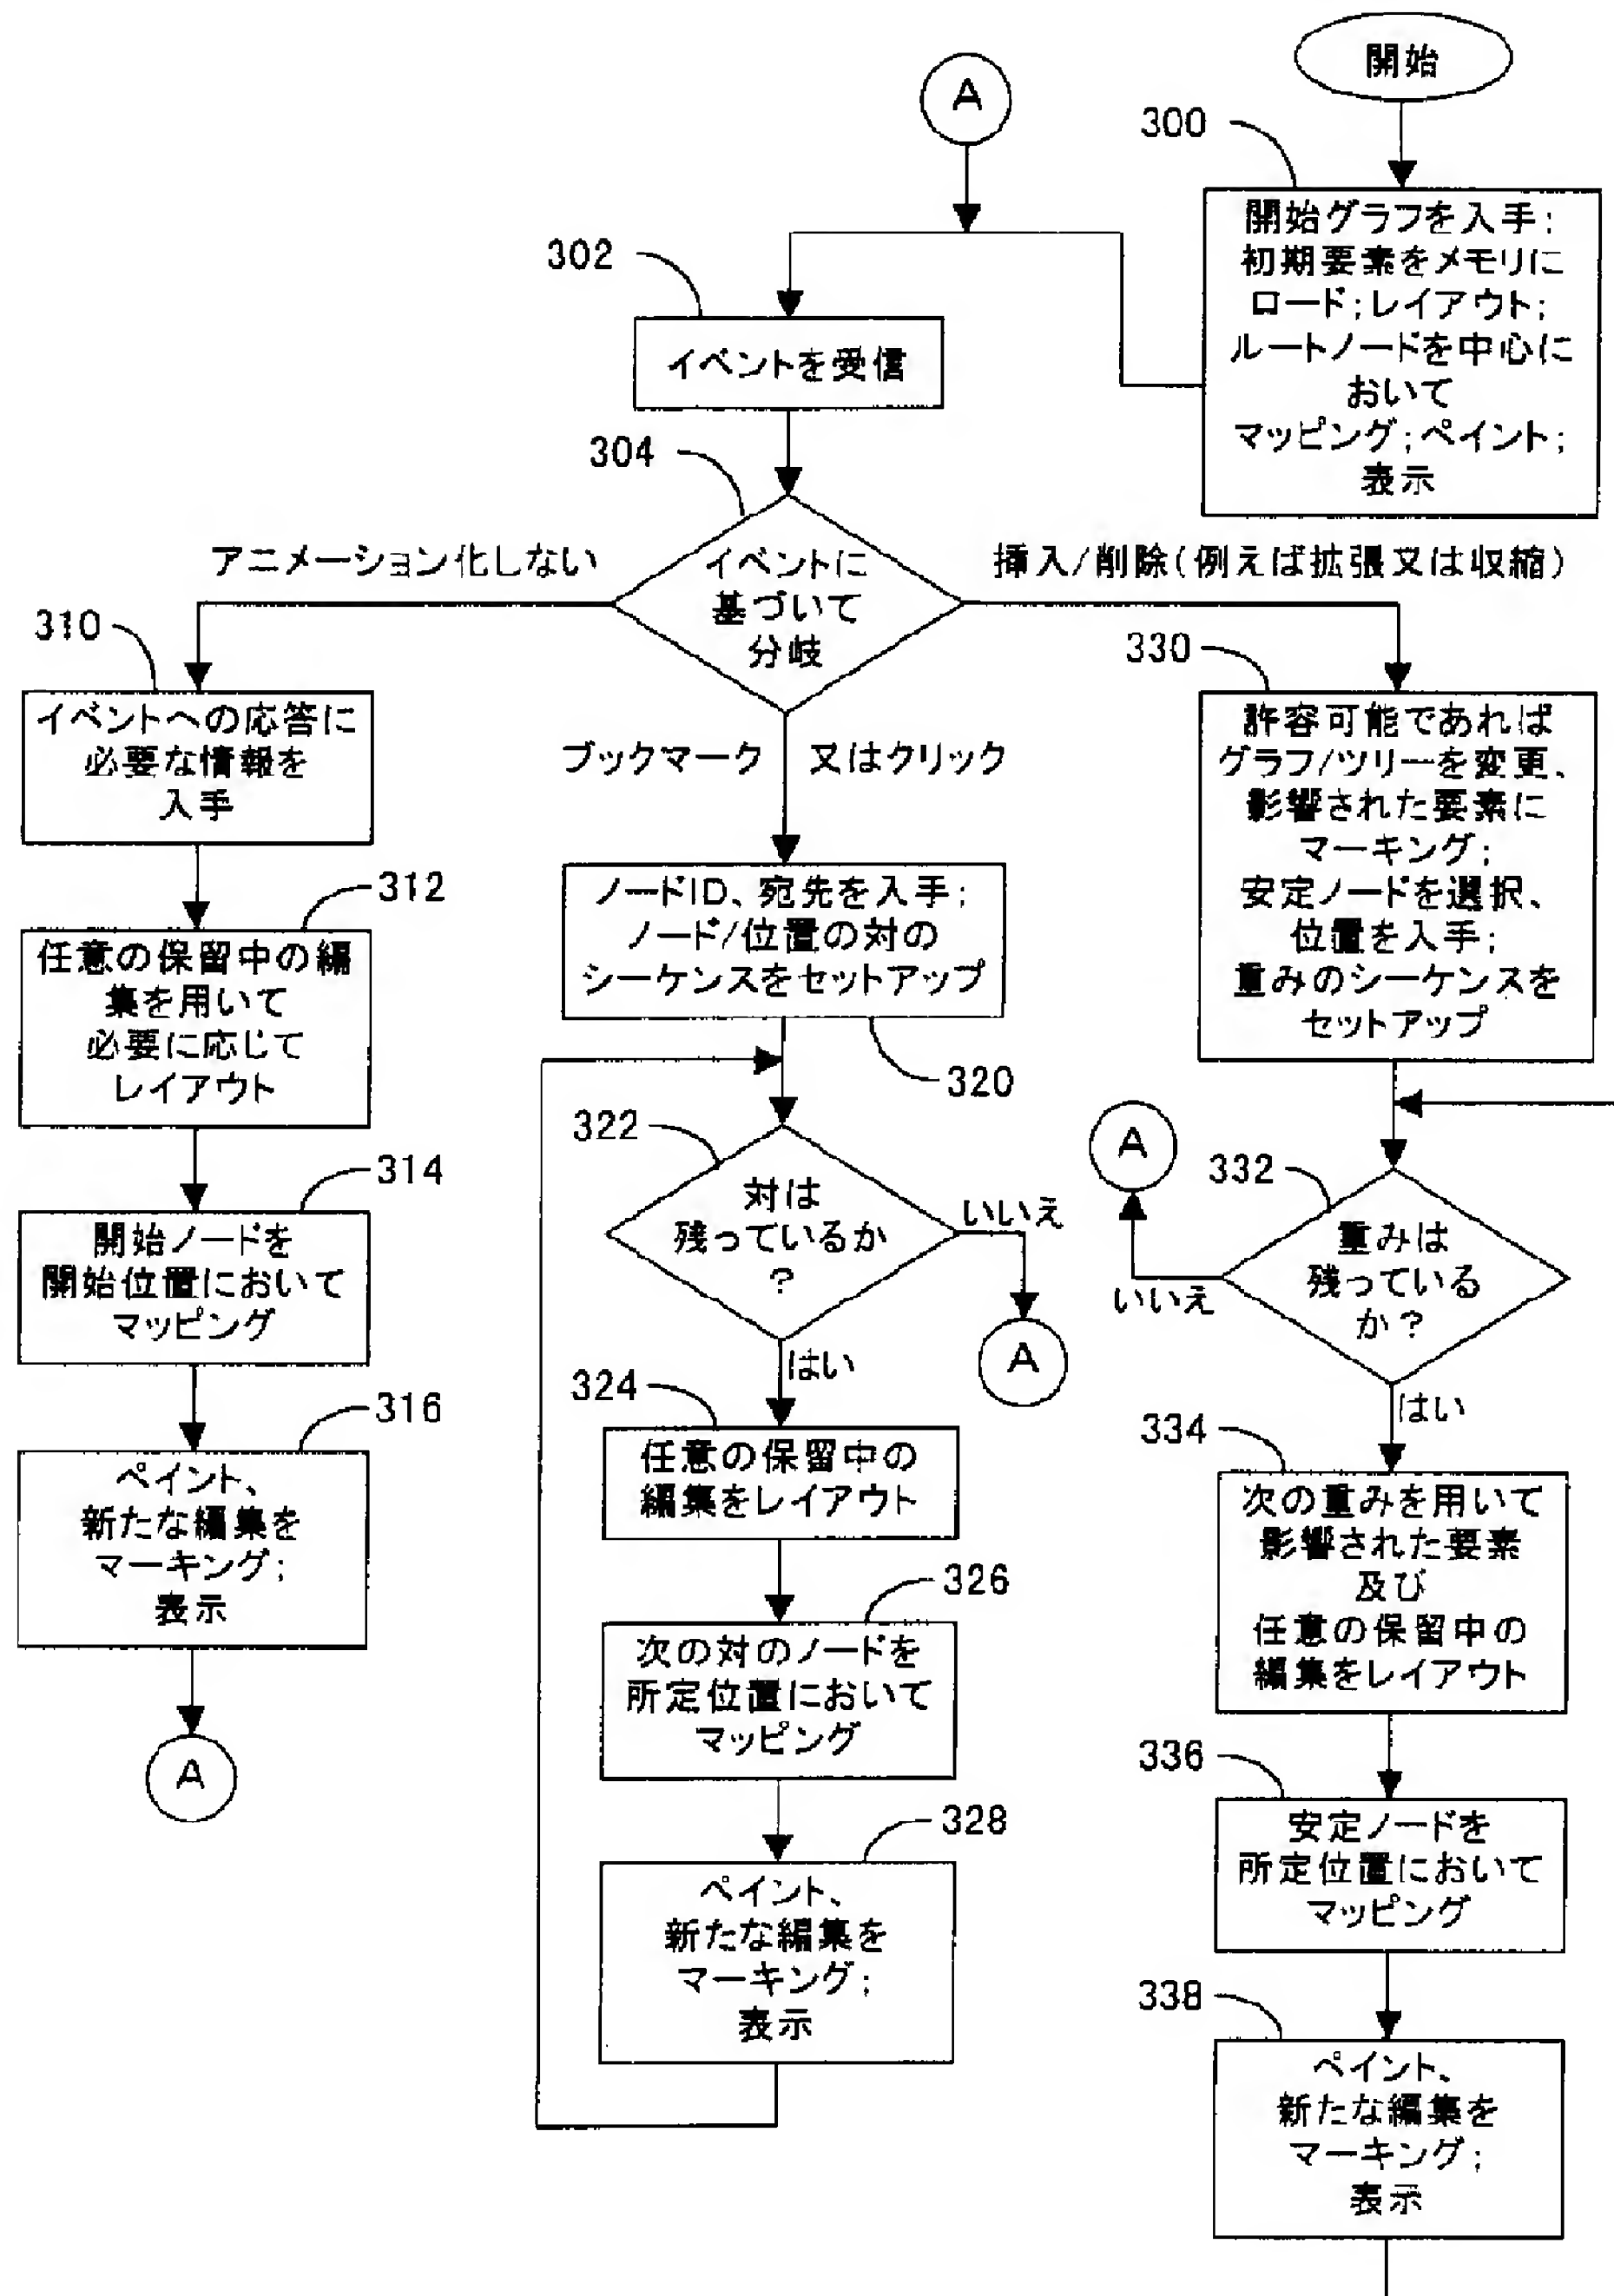 開始
A
300
開始グラフを入手;
初期要素をメモリに
ロード;レイアウト;
ルートノードを中心に
おいて
マッピング;ペイント;
表示
302
イベントを受信
304
イベントに
基づいて
分岐
アニメーション化しない
挿入/削除(例えば拡張又は収縮)
ブックマーク 又はクリック
310
イベントへの応答に
必要な情報を
入手
312
任意の保留中の編
集を用いて
必要に応じて
レイアウト
314
開始ノードを
開始位置において
マッピング
316
ペイント、
新たな編集を
マーキング;
表示
A
ノードID、宛先を入手;
ノード/位置の対の
シーケンスをセットアップ
320
322
対は
残っているか
?
いいえ
A
はい
324
任意の保留中の
編集をレイアウト
326
次の対のノードを
所定位置において
マッピング
328
ペイント、
新たな編集を
マーキング;
表示
330
許容可能であれば
グラフ/ツリーを変更、
影響された要素に
マーキング;
安定ノードを選択、
位置を入手;
重みのシーケンスを
セットアップ
A
332
重みは
残っている
か?
いいえ
はい
334
次の重みを用いて
影響された要素
及び
任意の保留中の
編集をレイアウト
336
安定ノードを
所定位置において
マッピング
338
ペイント、
新たな編集を
マーキング;
表示